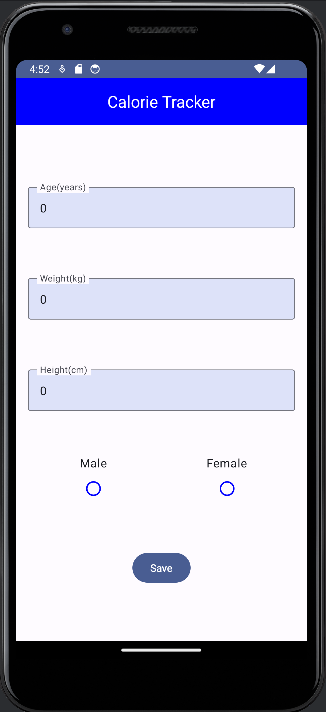 4:52
Calorie Tracker
Age(years)
0
Weight(kg)
0
Height(cm)
0
Male Female
Save